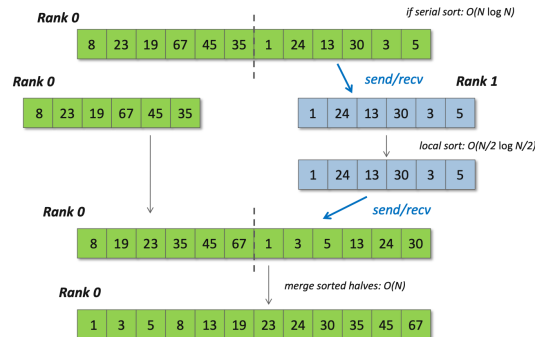 Rank 0
if serial sort: O(N log N)
8 23 19 67 45 35 1 24 13 30 3 5
Rank 0
send/recv
Rank 1
8 23 19 67 45 35
1 24 13 30 3 5
local sort: O(N/2 log N/2)
1 24 13 30 3 5
Rank 0
send/recv
8 19 23 35 45 67 1 3 5 13 24 30
Rank 0
merge sorted halves: O(N)
1 3 5 8 13 19 23 24 30 35 45 67